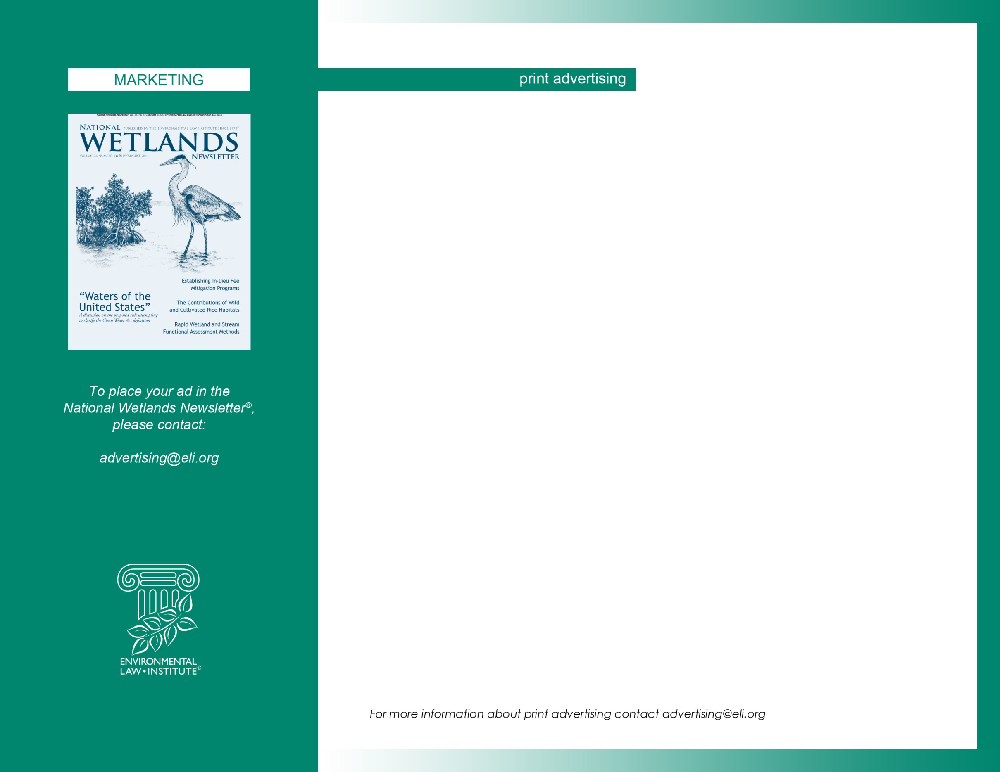 MARKETING
print advertising
National Wetlands Newsletter, Vol. 36, No. 4, Copyright © 2014 Environmental Law Institute ® Washington, DC, USA
NATIONAL PUBLISHED BY THE ENVIRONMENTAL LAW INSTITUTE SINCE 1978®
WETLANDS
VOLUME 36 NUMBER 4 ■ JULY/AUGUST 2014
NEWSLETTER
Establishing In-Lieu Fee
Mitigation Programs
“Waters of the
United States”
A discussion on the proposed rule attempting
to clarify the Clean Water Act definition
The Contributions of Wild
and Cultivated Rice Habitats
Rapid Wetland and Stream
Functional Assessment Methods
To place your ad in the
National Wetlands Newsletter®,
please contact:
advertising@eli.org
ENVIRONMENTAL
LAW•INSTITUTE®
For more information about print advertising contact advertising@eli.org